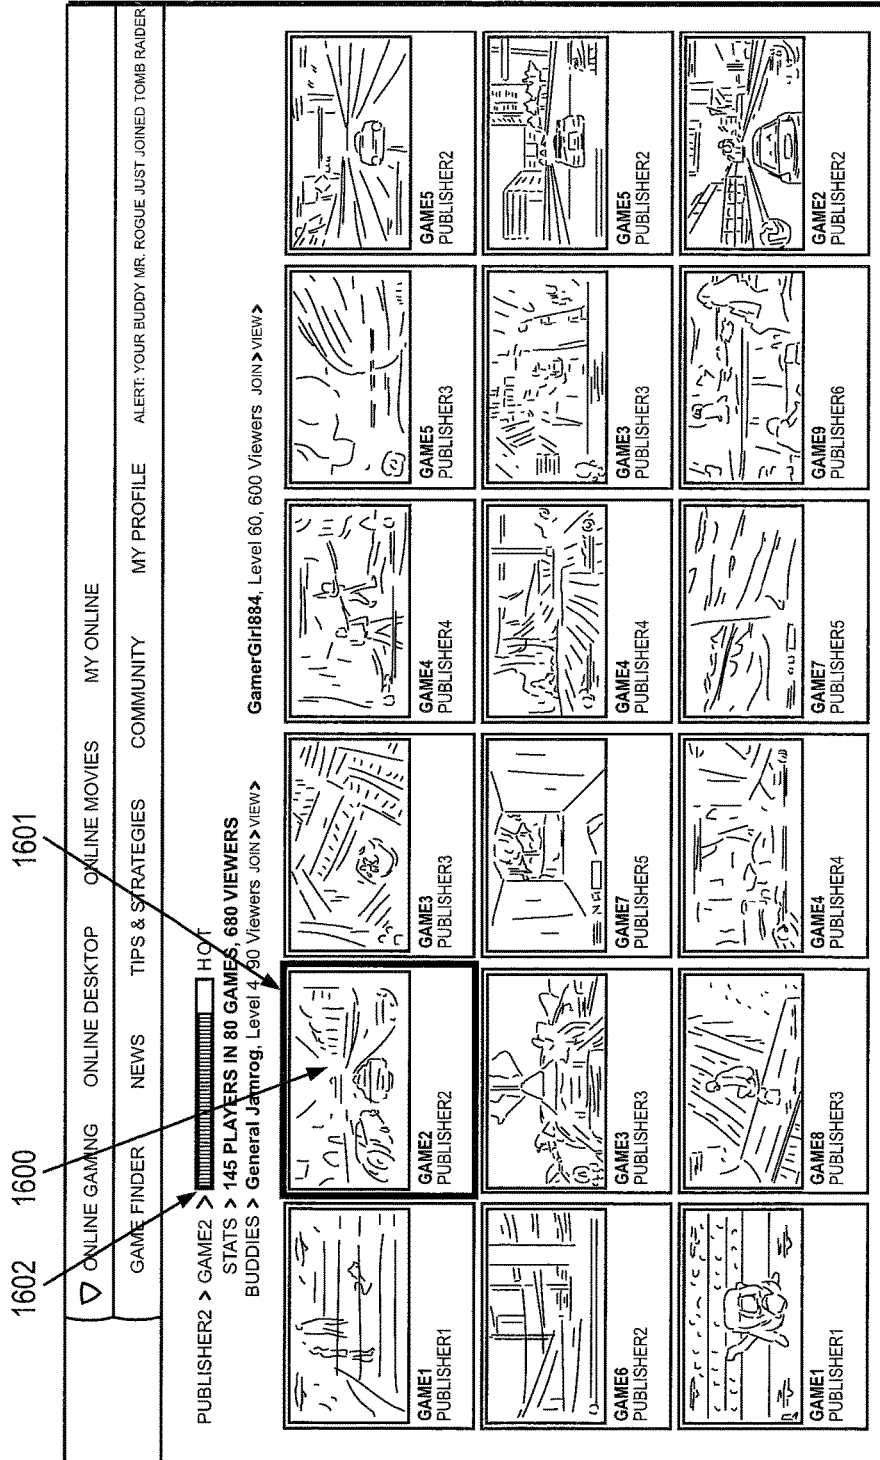 1602 1600 1601
ONLINE GAMING ONLINE DESKTOP ONLINE MOVIES MY ONLINE
GAME FINDER NEWS TIPS & STRATEGIES COMMUNITY MY PROFILE ALERT: YOUR BUDDY MR. ROGUE JUST JOINED TOMB RAIDER
PUBLISHER2 > GAME2 > HOT
STATS > 145 PLAYERS IN 80 GAMES, 680 VIEWERS
BUDDIES > General Jamrog, Level 4, 90 Viewers JOIN > VIEW > GamerGirl884, Level 60, 600 Viewers JOIN > VIEW >
GAME1 GAME2 GAME3 GAME4 GAME5 GAME5
PUBLISHER1 PUBLISHER2 PUBLISHER3 PUBLISHER4 PUBLISHER3 PUBLISHER2
GAME6 GAME3 GAME7 GAME4 GAME3 GAME5
PUBLISHER2 PUBLISHER3 PUBLISHER5 PUBLISHER4 PUBLISHER3 PUBLISHER2
GAME1 GAME8 GAME4 GAME7 GAME9 GAME2
PUBLISHER1 PUBLISHER3 PUBLISHER4 PUBLISHER5 PUBLISHER6 PUBLISHER2